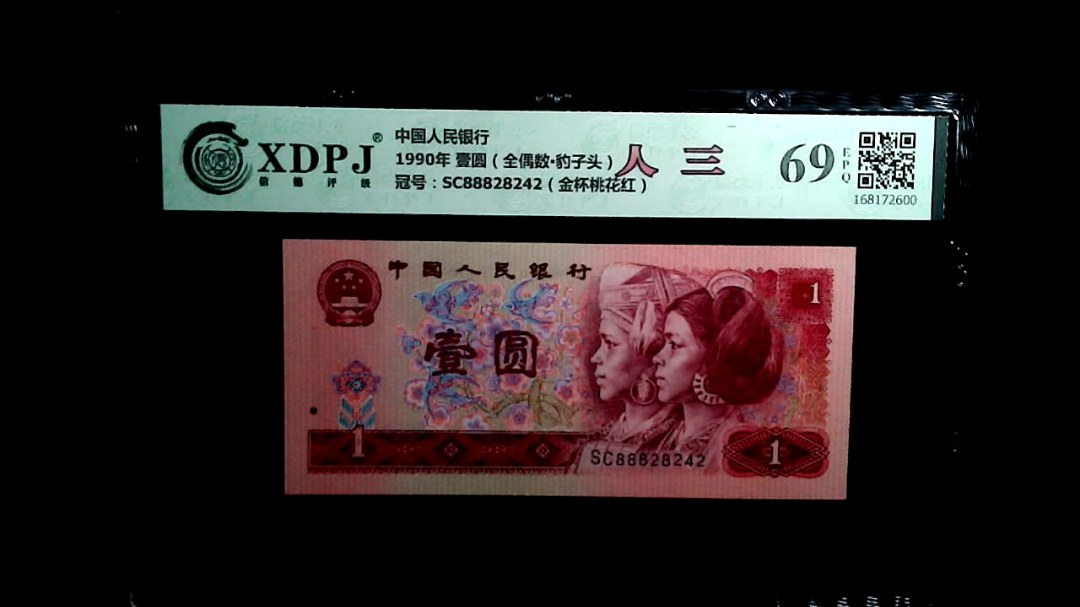 XDPJ®
信德评级
中国人民银行
1990年 壹圆（全偶数·豹子头）
冠号：SC88828242（金杯桃花红）
人 三
69
EPQ
168172600
中国人民银行
1
壹圆
1
SC88828242
1